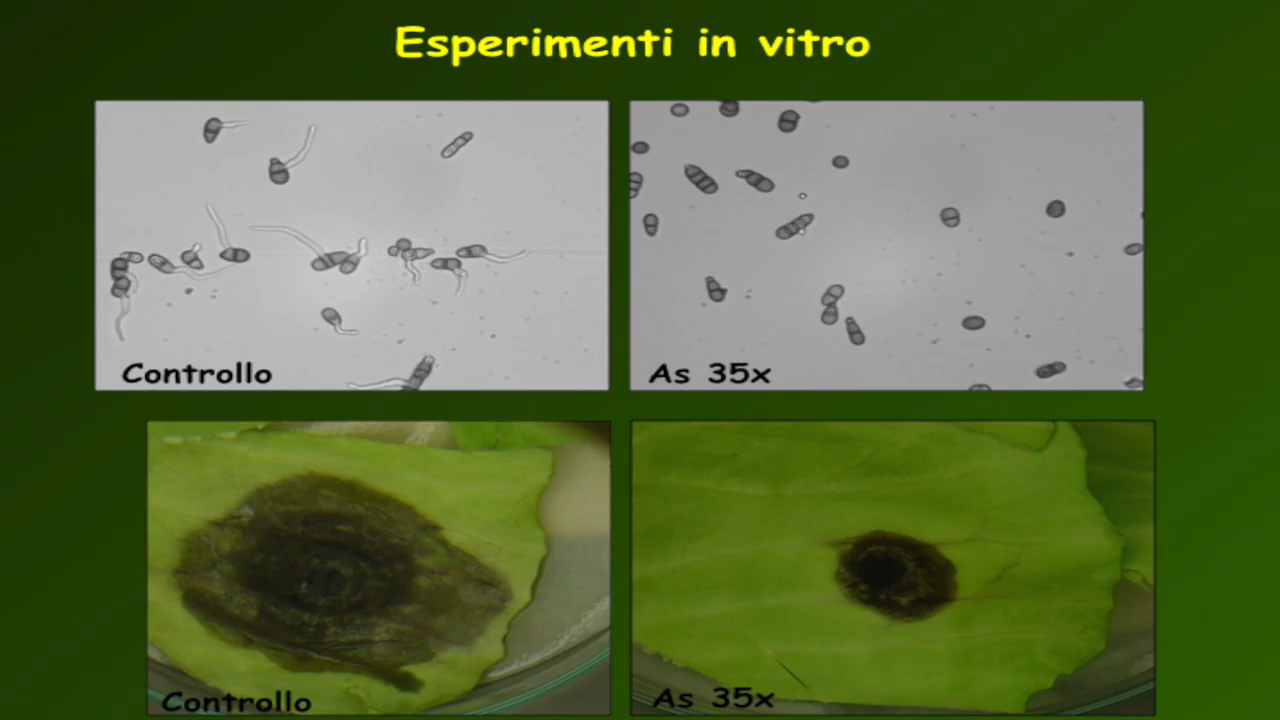 Esperimenti in vitro
Controllo
As 35x
Controllo
As 35x